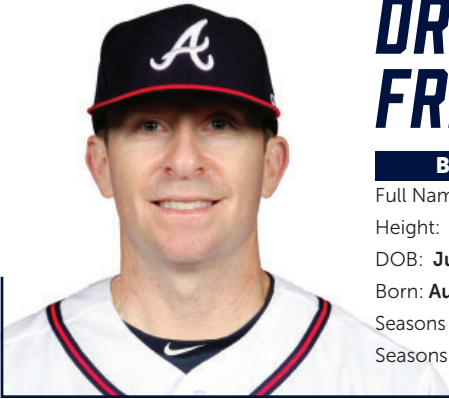 A
DR
FR
B
Full Nam
Height:
DOB: Ju
Born: Au
Seasons
Seasons